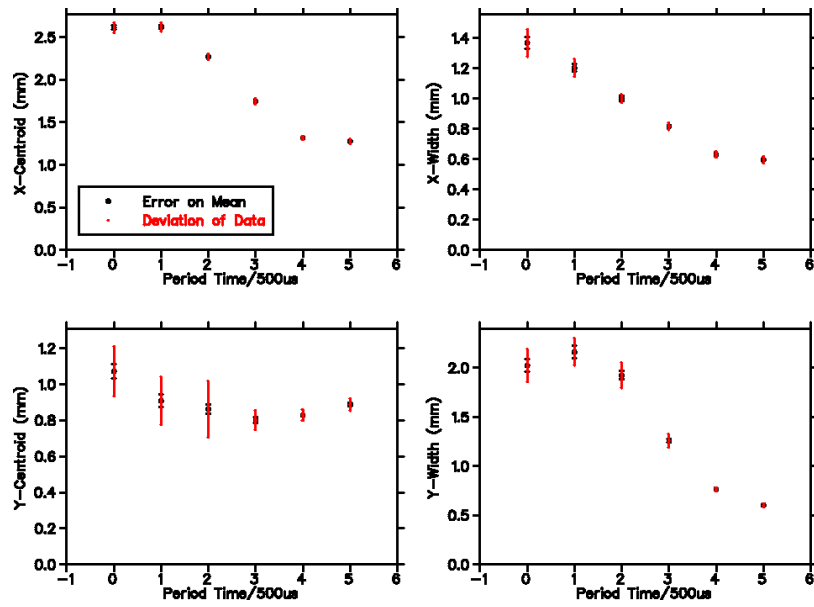 X-Centroid (mm)
2.5
2.0
1.5
1.0
0.5
0.0
Error on Mean
Deviation of Data
-1 0 1 2 3 4 5 6
Period Time/500us
X-Width (mm)
1.4
1.2
1.0
0.8
0.6
0.4
0.2
0.0
-1 0 1 2 3 4 5 6
Period Time/500us
Y-Centroid (mm)
1.2
1.0
0.8
0.6
0.4
0.2
0.0
-1 0 1 2 3 4 5 6
Period Time/500us
Y-Width (mm)
2.0
1.5
1.0
0.5
0.0
-1 0 1 2 3 4 5 6
Period Time/500us